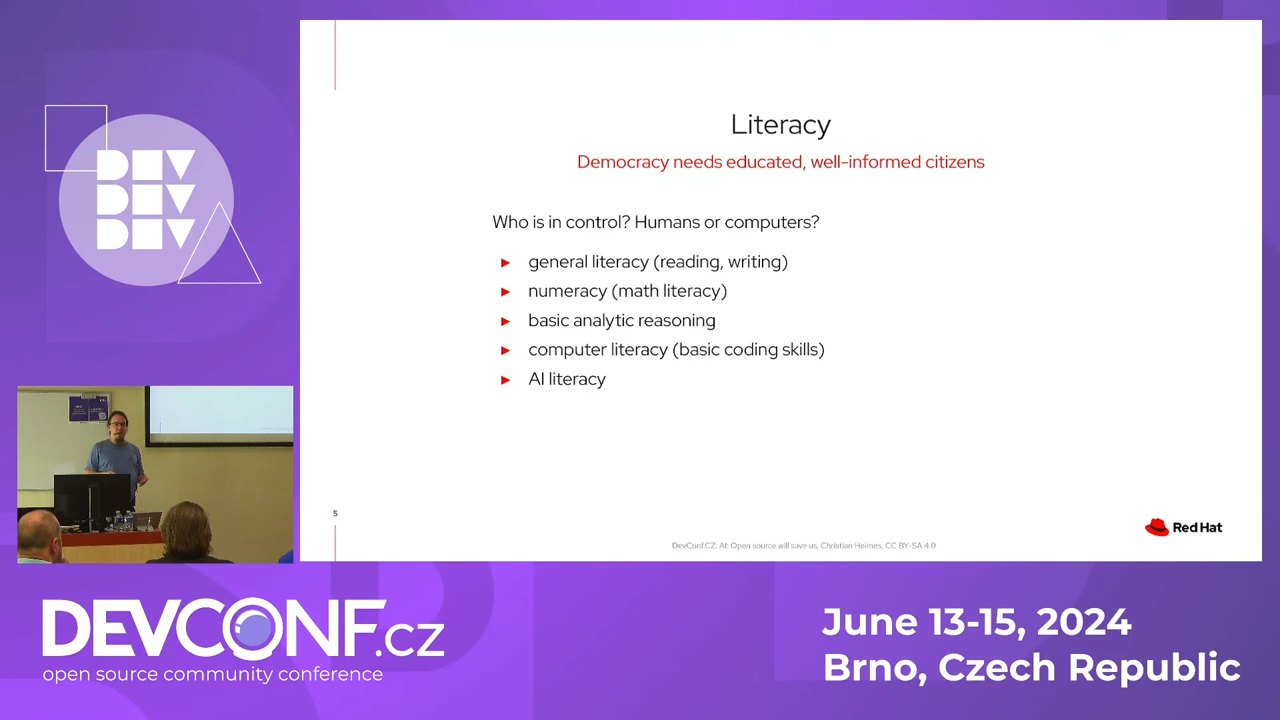 DEV
DEV
DEV
Literacy
Democracy needs educated, well-informed citizens
Who is in control? Humans or computers?
► general literacy (reading, writing)
► numeracy (math literacy)
► basic analytic reasoning
► computer literacy (basic coding skills)
► AI literacy
5
Red Hat
DevConf.CZ: AI: Open source will save us, Christian Heimes, CC BY-SA 4.0
DEVCONF.cz
open source community conference
June 13-15, 2024
Brno, Czech Republic